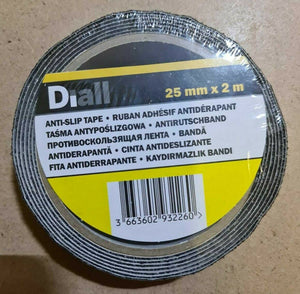 Diall
25 mm x 2 m
ANTI-SLIP TAPE • RUBAN ADHÉSIF ANTIDÉRAPANT
TAŚMA ANTYPOŚLIZGOWA • ANTIRUTSCHBAND
ПРОТИВОСКОЛЬЗЯЩАЯ ЛЕНТА • BANDĂ
ANTIDERAPANTĂ • CINTA ANTIDESLIZANTE
FITA ANTIDERRAPANTE • KAYDIRMAZLIK BANDI
3 663602 932260 >